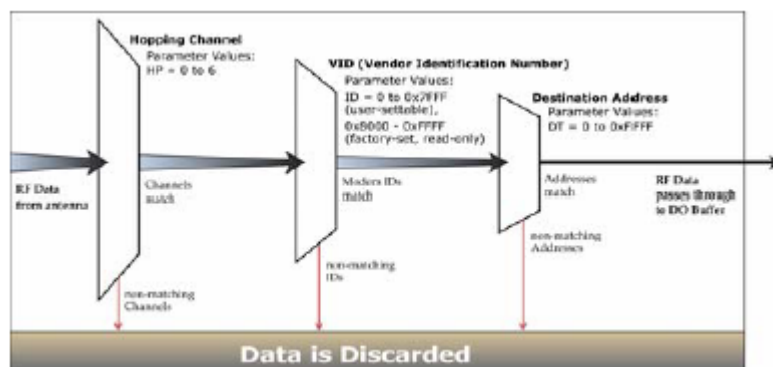 Hopping Channel
Parameter Values:
HP = 0 to 6
VID (Vendor Identification Number)
Parameter Values:
ID = 0 to 0x7FFF
(user-settable),
0x8000 - 0xFFFF
(factory-set, read-only)
Destination Address
Parameter Values:
DT = 0 to 0xFFFF
RF Data
from antenna
Channels
match
Modem IDs
match
Addresses
match
RF Data
passes through
to DO Buffer
non-matching
Channels
non-matching
IDs
non-matching
Addresses
Data is Discarded